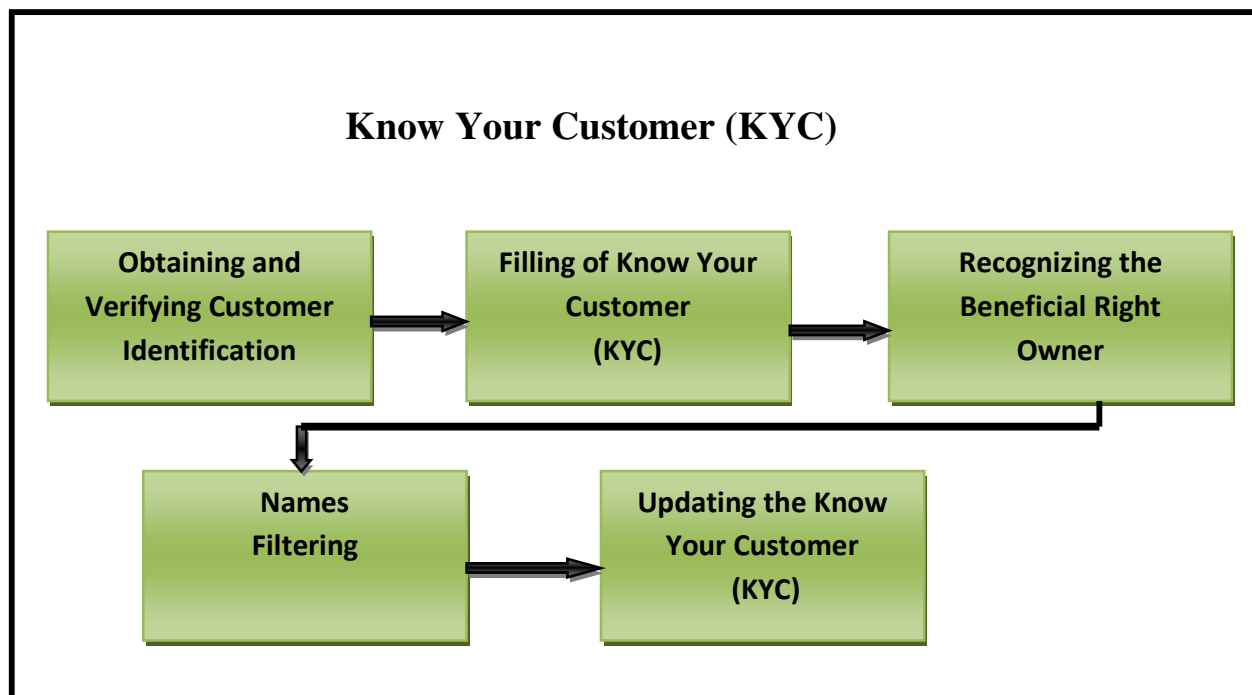 Know Your Customer (KYC)
Obtaining and
Verifying Customer
Identification
Filling of Know Your
Customer
(KYC)
Recognizing the
Beneficial Right
Owner
Names
Filtering
Updating the Know
Your Customer
(KYC)